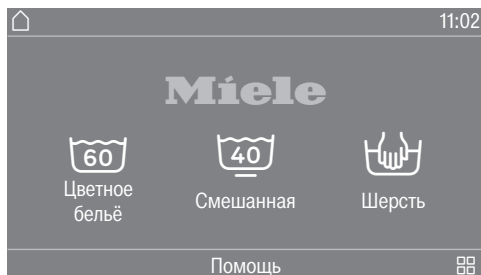 11:02
Miele
60
40
Цветное
бельё
Смешанная
Шерсть
Помощь